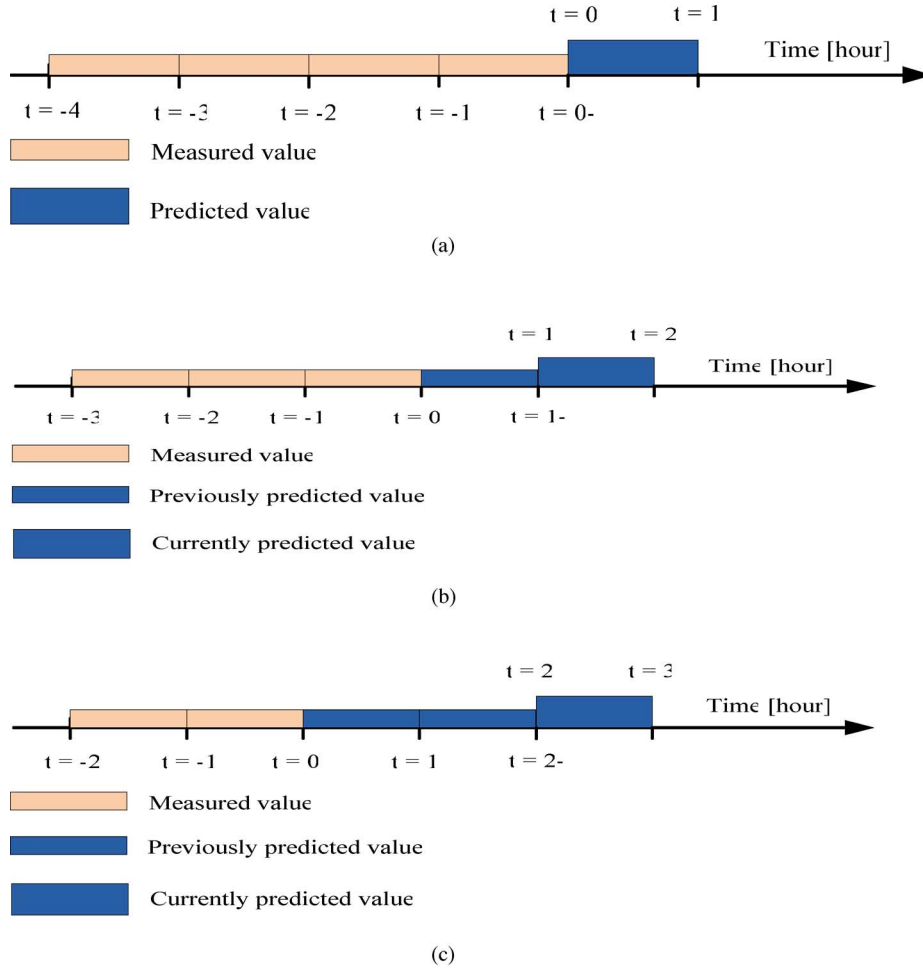 t = 0 t = 1
Time [hour]
t = -4 t = -3 t = -2 t = -1 t = 0-
Measured value
Predicted value
(a)
t = 1 t = 2
Time [hour]
t = -3 t = -2 t = -1 t = 0 t = 1-
Measured value
Previously predicted value
Currently predicted value
(b)
t = 2 t = 3
Time [hour]
t = -2 t = -1 t = 0 t = 1 t = 2-
Measured value
Previously predicted value
Currently predicted value
(c)